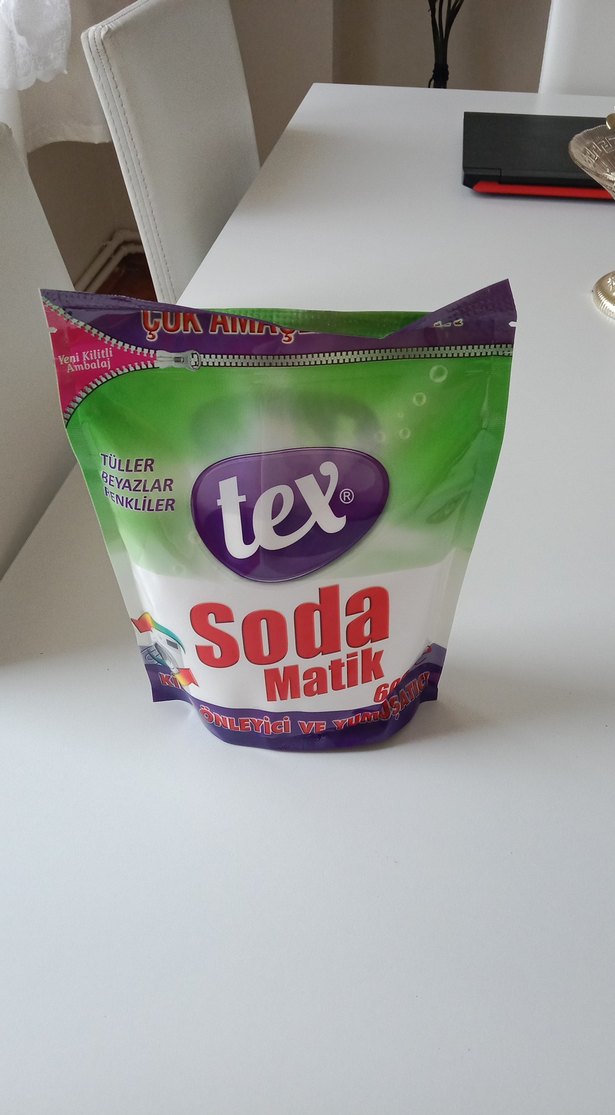 ÇOK AMAÇ
Yeni Kilitli
Ambalaj
TÜLLER
BEYAZLAR
RENKLİLER
tex®
Soda
Matik
ÖNLEYİCİ VE YUMUŞATICI